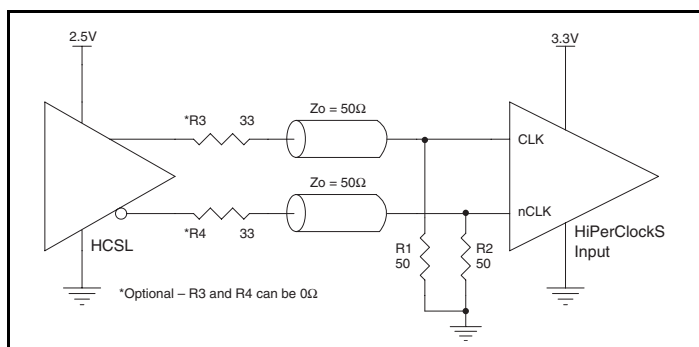 2.5V
3.3V
*R3 33
Zo = 50Ω
CLK
Zo = 50Ω
nCLK
HCSL
*R4 33
R1
50
R2
50
HiPerClockS
Input
*Optional – R3 and R4 can be 0Ω